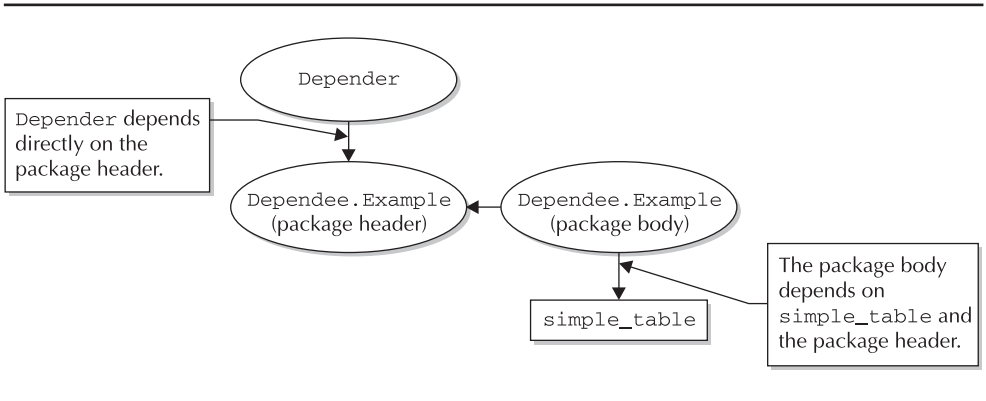 Depender
Depender depends
directly on the
package header.
Dependee.Example
(package header)
Dependee.Example
(package body)
The package body
depends on
simple_table and
the package header.
simple_table